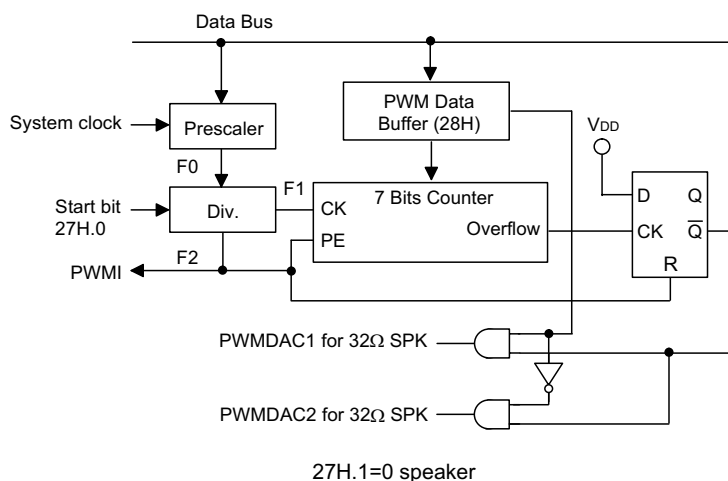 Data Bus
System clock
Prescaler
PWM Data
Buffer (28H)
VDD
F0
F1
Start bit
27H.0
Div.
7 Bits Counter
CK
Overflow
PE
D
Q
CK
Q̅
R
F2
PWMI
PWMDAC1 for 32Ω SPK
PWMDAC2 for 32Ω SPK
27H.1=0 speaker